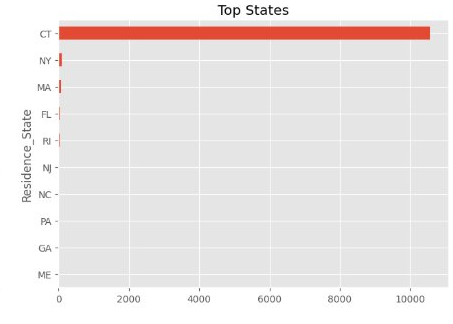 Top States
CT
NY
MA
FL
RI
NJ
NC
PA
GA
ME
Residence_State
0 2000 4000 6000 8000 10000